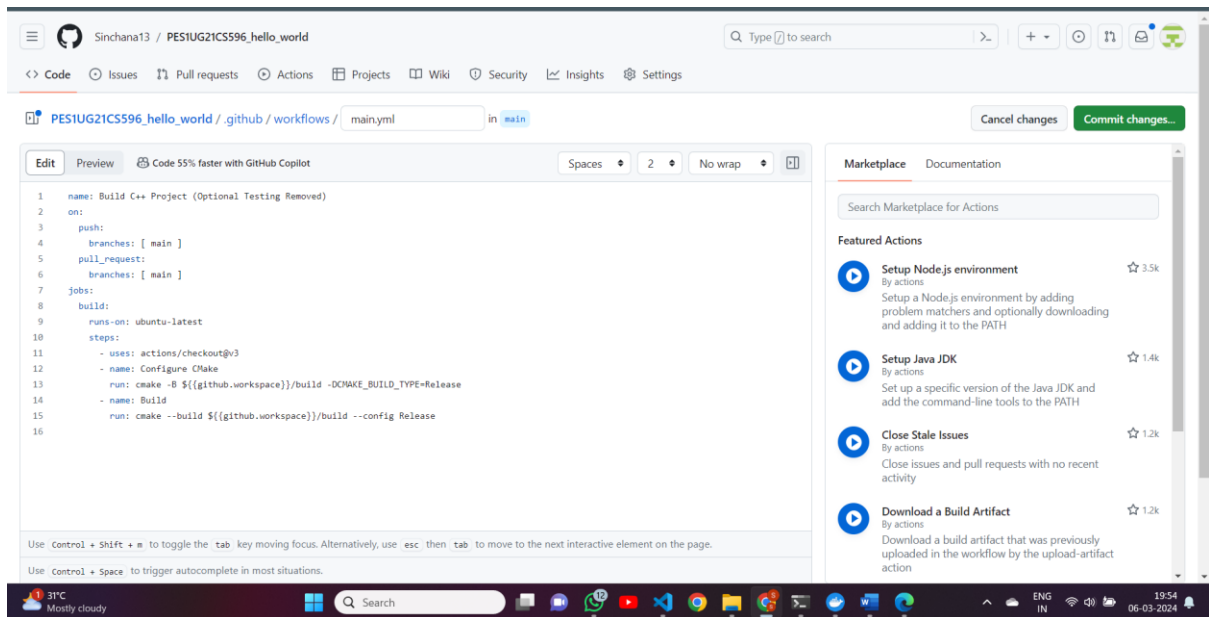 Sinchana13 / PES1UG21CS596_hello_world
Type / to search
<> Code Issues Pull requests Actions Projects Wiki Security Insights Settings
PES1UG21CS596_hello_world / .github / workflows / main.yml in main
Cancel changes Commit changes...
Edit Preview Code 55% faster with GitHub Copilot
Spaces 2 No wrap
1 name: Build C++ Project (Optional Testing Removed)
2 on:
3   push:
4     branches: [ main ]
5   pull_request:
6     branches: [ main ]
7 jobs:
8   build:
9     runs-on: ubuntu-latest
10     steps:
11       - uses: actions/checkout@v3
12       - name: Configure CMake
13         run: cmake -B ${{github.workspace}}/build -DCMAKE_BUILD_TYPE=Release
14       - name: Build
15         run: cmake --build ${{github.workspace}}/build --config Release
16
Use Control + Shift + m to toggle the tab key moving focus. Alternatively, use esc then tab to move to the next interactive element on the page.
Use Control + Space to trigger autocomplete in most situations.
Marketplace Documentation
Search Marketplace for Actions
Featured Actions
Setup Node.js environment 3.5k
By actions
Setup a Node.js environment by adding
problem matchers and optionally downloading
and adding it to the PATH
Setup Java JDK 1.4k
By actions
Set up a specific version of the Java JDK and
add the command-line tools to the PATH
Close Stale Issues 1.2k
By actions
Close issues and pull requests with no recent
activity
Download a Build Artifact 1.2k
By actions
Download a build artifact that was previously
uploaded in the workflow by the upload-artifact
action
1
31°C
Mostly cloudy
Search
12
ENG
IN
19:54
06-03-2024